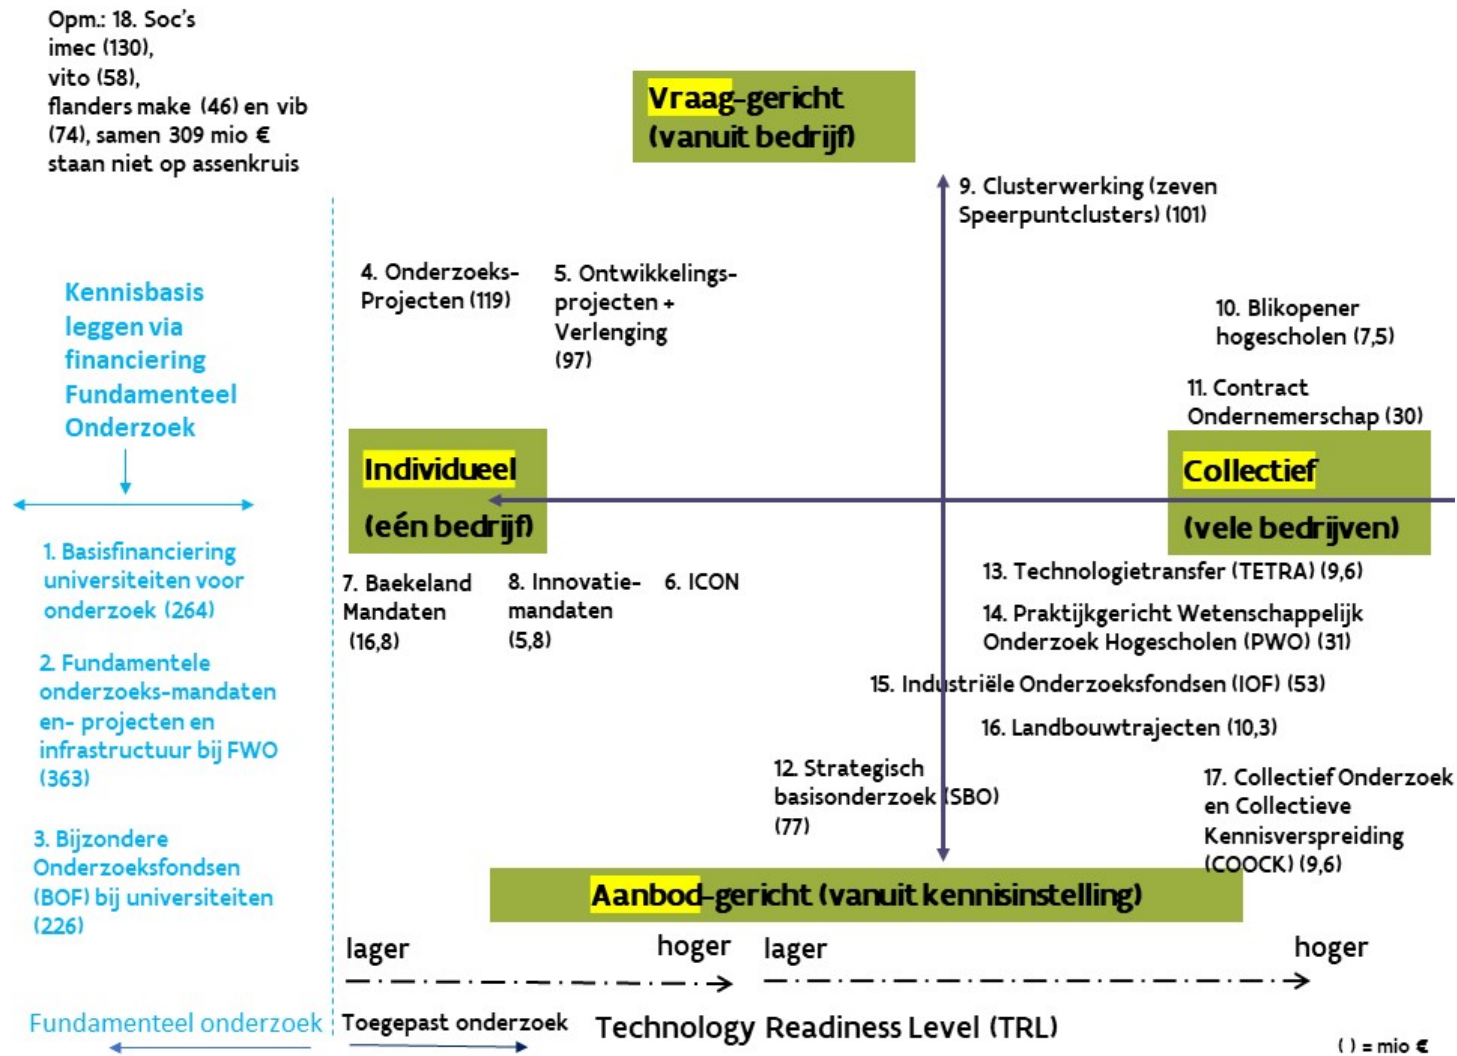 Opm.: 18. Soc's
imec (130),
vito (58),
flanders make (46) en vib
(74), samen 309 mio €
staan niet op assenkruis
Vraag-gericht
(vanuit bedrijf)
9. Clusterwerking (zeven
Speerpuntclusters) (101)
4. Onderzoeks-
Projecten (119)
5. Ontwikkelings-
projecten +
Verlenging
(97)
Kennisbasis
leggen via
financiering
Fundamenteel
Onderzoek
10. Blikopener
hogescholen (7,5)
11. Contract
Ondernemerschap (30)
Individueel
(eén bedrijf)
Collectief
(vele bedrijven)
1. Basisfinanciering
universiteiten voor
onderzoek (264)
2. Fundamentele
onderzoeks-mandaten
en- projecten en
infrastructuur bij FWO
(363)
3. Bijzondere
Onderzoeksfondsen
(BOF) bij universiteiten
(226)
7. Baekeland
Mandaten
(16,8)
8. Innovatie-
mandaten
(5,8)
6. ICON
13. Technologietransfer (TETRA) (9,6)
14. Praktijkgericht Wetenschappelijk
Onderzoek Hogescholen (PWO) (31)
15. Industriële Onderzoeksfondsen (IOF) (53)
16. Landbouwtrajecten (10,3)
12. Strategisch
basisonderzoek (SBO)
(77)
17. Collectief Onderzoek
en Collectieve
Kennisverspreiding
(COOCK) (9,6)
Aanbod-gericht (vanuit kennisinstelling)
lager hoger lager hoger
Fundamenteel onderzoek Toegepast onderzoek Technology Readiness Level (TRL)
( ) = mio €